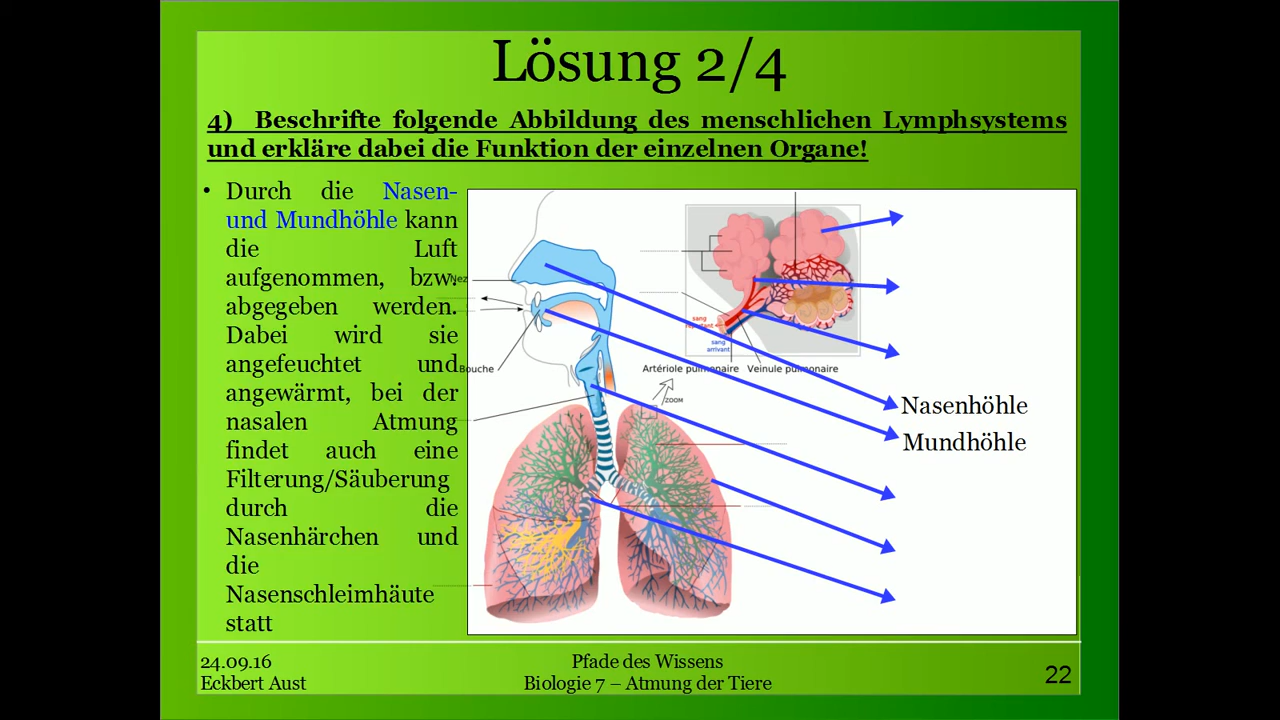 Lösung 2/4
4) Beschrifte folgende Abbildung des menschlichen Lymphsystems
und erkläre dabei die Funktion der einzelnen Organe!
• Durch die Nasen-
und Mundhöhle kann
die Luft
aufgenommen, bzw.
abgegeben werden.
Dabei wird sie
angefeuchtet und
angewärmt, bei der
nasalen Atmung
findet auch eine
Filterung/Säuberung
durch die
Nasenhärchen und
die
Nasenschleimhäute
statt
Nez
Bouche
sang
repartant
sang
arrivant
Artériole pulmonaire Veinule pulmonaire
ZOOM
Nasenhöhle
Mundhöhle
24.09.16
Eckbert Aust
Pfade des Wissens
Biologie 7 – Atmung der Tiere
22